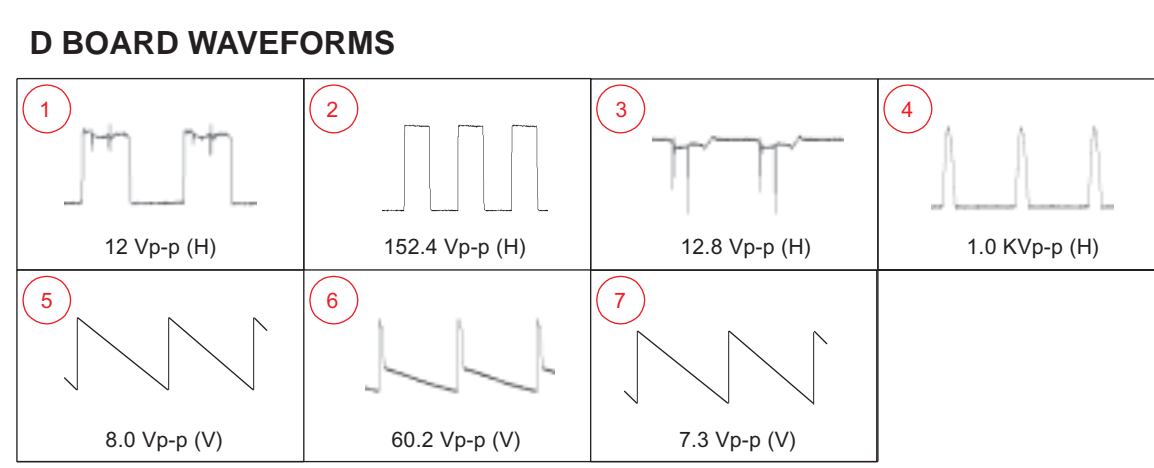 D BOARD WAVEFORMS
1 2 3 4
12 Vp-p (H) 152.4 Vp-p (H) 12.8 Vp-p (H) 1.0 KVp-p (H)
5 6 7
8.0 Vp-p (V) 60.2 Vp-p (V) 7.3 Vp-p (V)